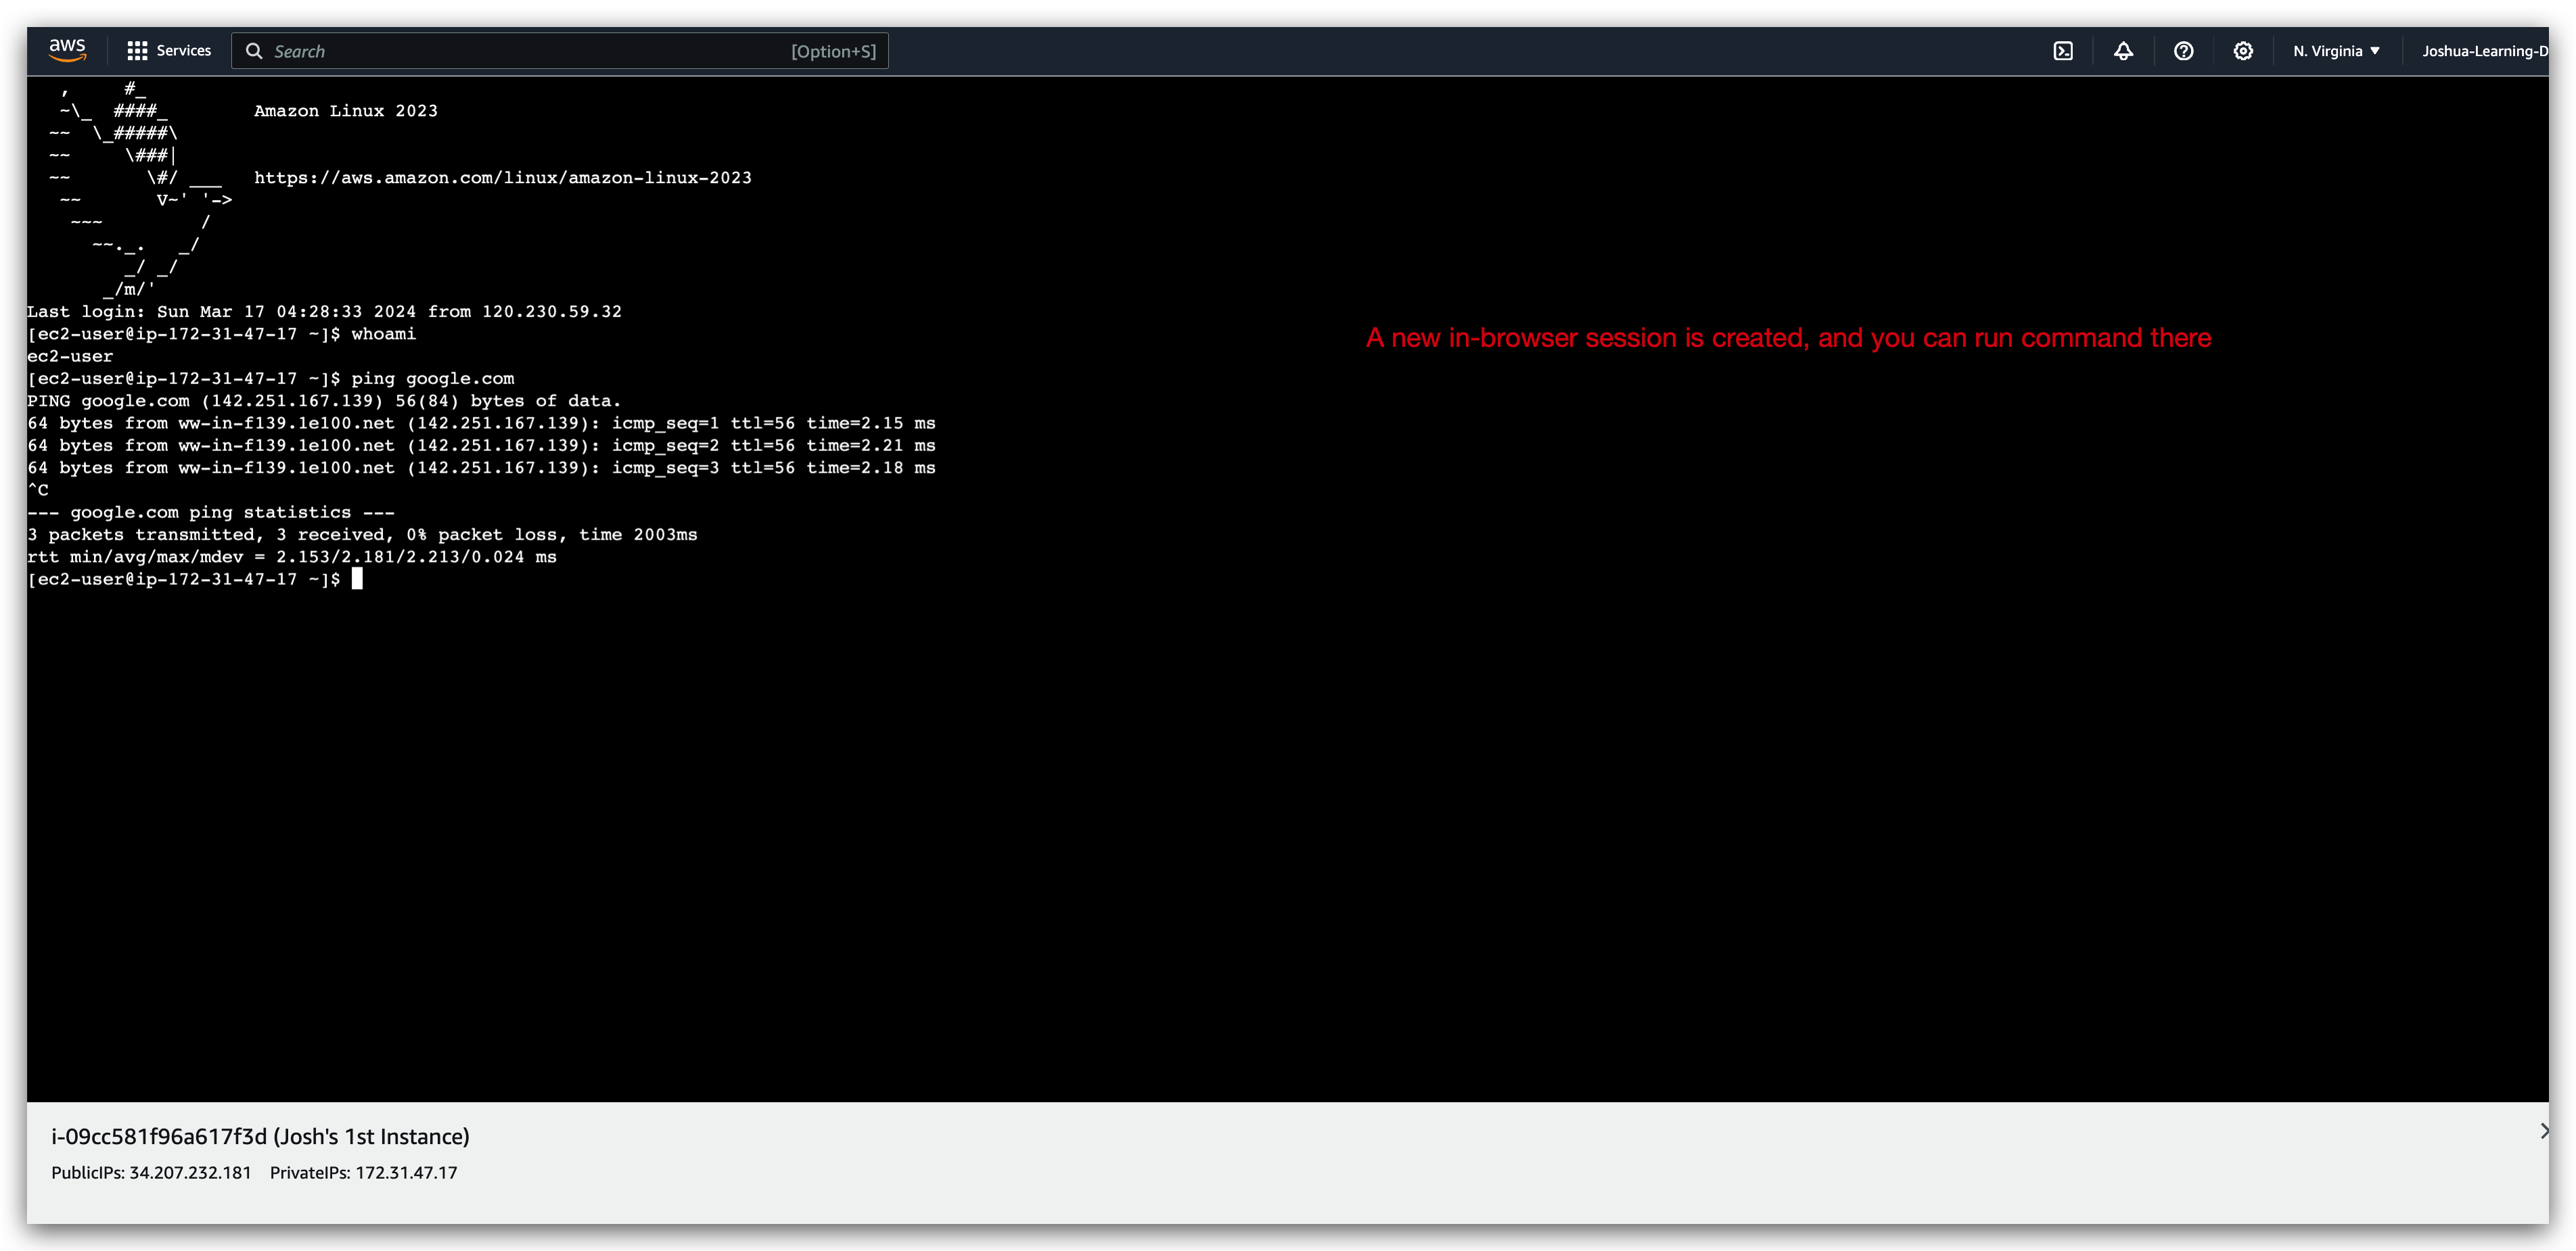 aws Services Search [Option+S] N. Virginia ▼ Joshua-Learning-D
   ,     #_
   ~\_  ####_        Amazon Linux 2023
  ~~  \_#####\
  ~~     \###|
  ~~       \#/ ___   https://aws.amazon.com/linux/amazon-linux-2023
   ~~       V~' '->
    ~~~         /
      ~~._.   _/
         _/ _/
       _/m/'
Last login: Sun Mar 17 04:28:33 2024 from 120.230.59.32
[ec2-user@ip-172-31-47-17 ~]$ whoami
A new in-browser session is created, and you can run command there
ec2-user
[ec2-user@ip-172-31-47-17 ~]$ ping google.com
PING google.com (142.251.167.139) 56(84) bytes of data.
64 bytes from ww-in-f139.1e100.net (142.251.167.139): icmp_seq=1 ttl=56 time=2.15 ms
64 bytes from ww-in-f139.1e100.net (142.251.167.139): icmp_seq=2 ttl=56 time=2.21 ms
64 bytes from ww-in-f139.1e100.net (142.251.167.139): icmp_seq=3 ttl=56 time=2.18 ms
^C
--- google.com ping statistics ---
3 packets transmitted, 3 received, 0% packet loss, time 2003ms
rtt min/avg/max/mdev = 2.153/2.181/2.213/0.024 ms
[ec2-user@ip-172-31-47-17 ~]$
i-09cc581f96a617f3d (Josh's 1st Instance)
PublicIPs: 34.207.232.181 PrivateIPs: 172.31.47.17